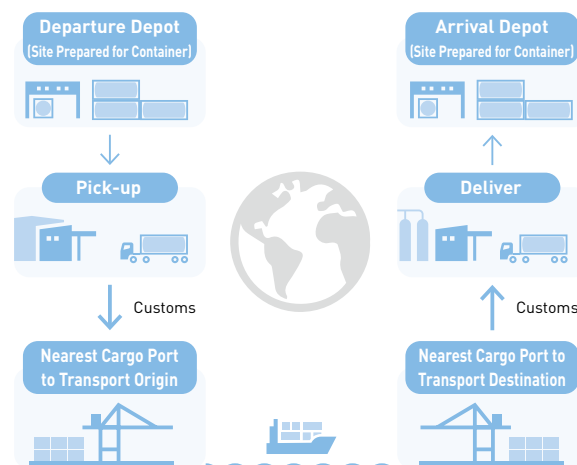 Departure Depot
(Site Prepared for Container)
Pick-up
Customs
Nearest Cargo Port
to Transport Origin
Arrival Depot
(Site Prepared for Container)
Deliver
Customs
Nearest Cargo Port to
Transport Destination